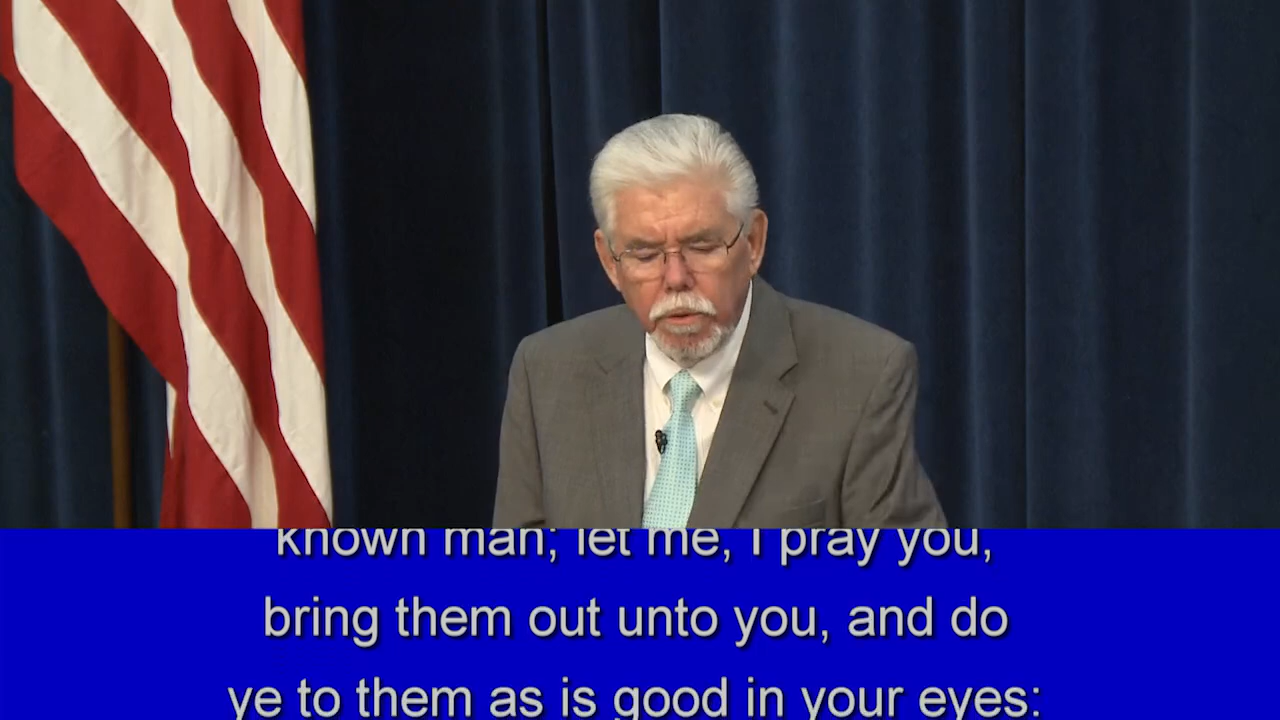 known man; let me, I pray you,
bring them out unto you, and do
ye to them as is good in your eyes: